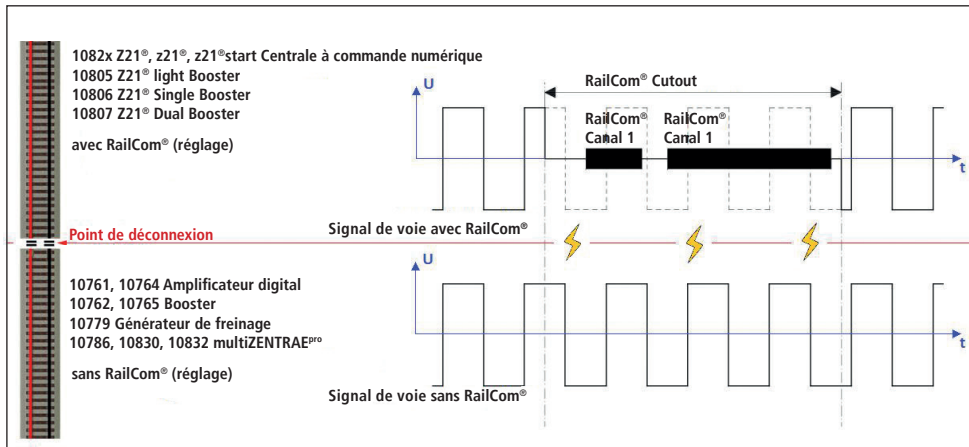 1082x Z21®, z21®, z21®start Centrale à commande numérique
10805 Z21® light Booster
10806 Z21® Single Booster
10807 Z21® Dual Booster
avec RailCom® (réglage)
RailCom® Cutout
U
RailCom® RailCom®
Canal 1 Canal 1
t
Signal de voie avec RailCom®
Point de déconnexion
U
10761, 10764 Amplificateur digital
10762, 10765 Booster
10779 Générateur de freinage
10786, 10830, 10832 multiZENTRAEpro
t
sans RailCom® (réglage)
Signal de voie sans RailCom®